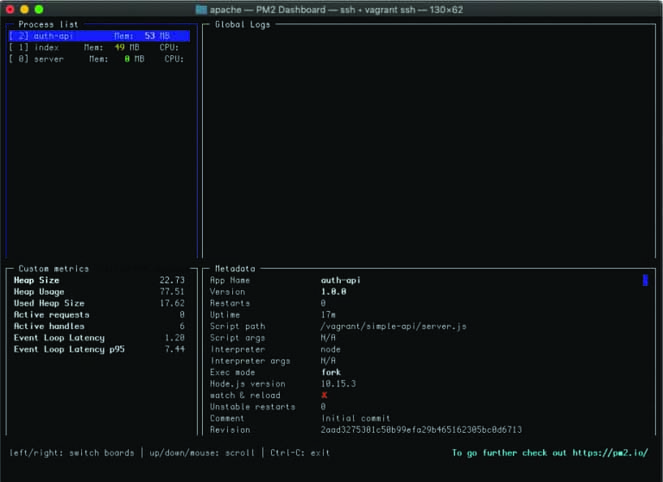 apache — PM2 Dashboard — ssh ◂ vagrant ssh — 130×62
Process list
[ 2] auth-api Mem: 53 MB
[ 1] index Mem: 49 MB CPU:
[ 0] server Mem: 0 MB CPU:
Global Logs
Custom metrics
Heap Size 22.73
Heap Usage 77.51
Used Heap Size 17.62
Active requests 0
Active handles 6
Event Loop Latency 1.20
Event Loop Latency p95 7.44
Metadata
App Name auth-api
Version 1.0.0
Restarts 0
Uptime 17m
Script path /vagrant/simple-api/server.js
Script args N/A
Interpreter node
Interpreter args N/A
Exec mode fork
Node.js version 10.15.3
watch & reload ✘
Unstable restarts 0
Comment Initial commit
Revision 2aad3275301c50b99efa29b465162305bc0d6713
left/right: switch boards | up/down/mouse: scroll | Ctrl-C: exit
To go further check out https://pm2.io/